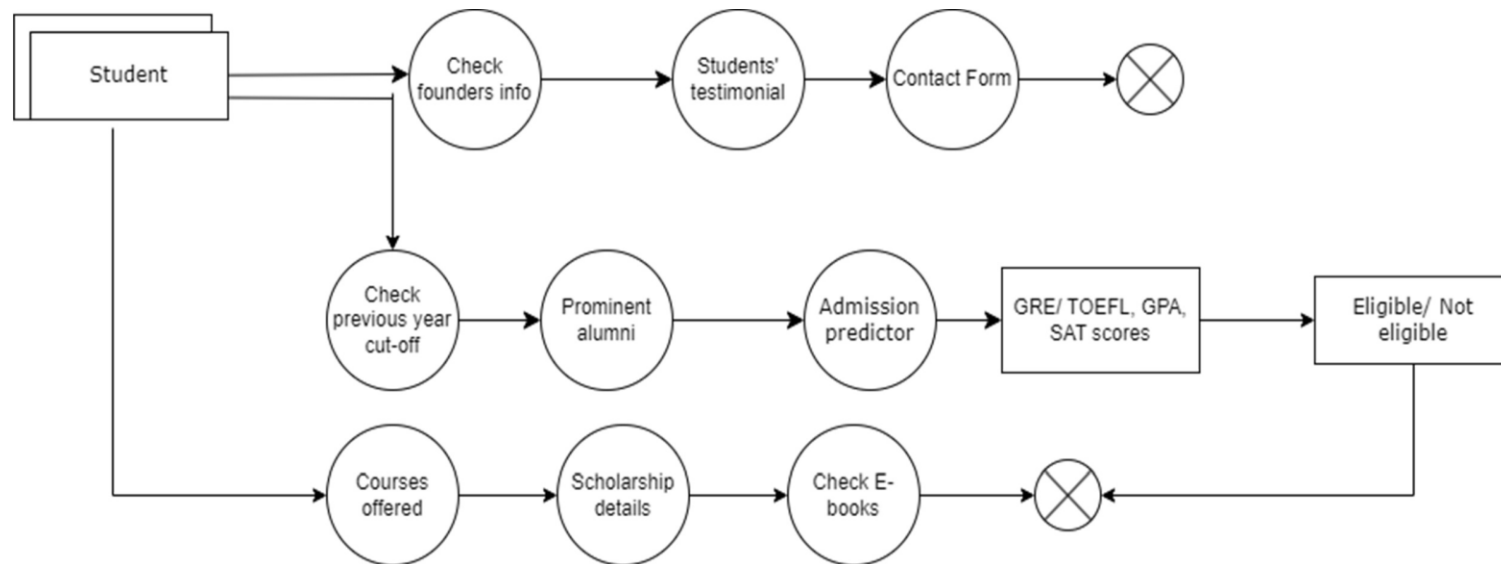 Student
Check
founders info
Students'
testimonial
Contact Form
Check
previous year
cut-off
Prominent
alumni
Admission
predictor
GRE/ TOEFL, GPA,
SAT scores
Eligible/ Not
eligible
Courses
offered
Scholarship
details
Check E-
books